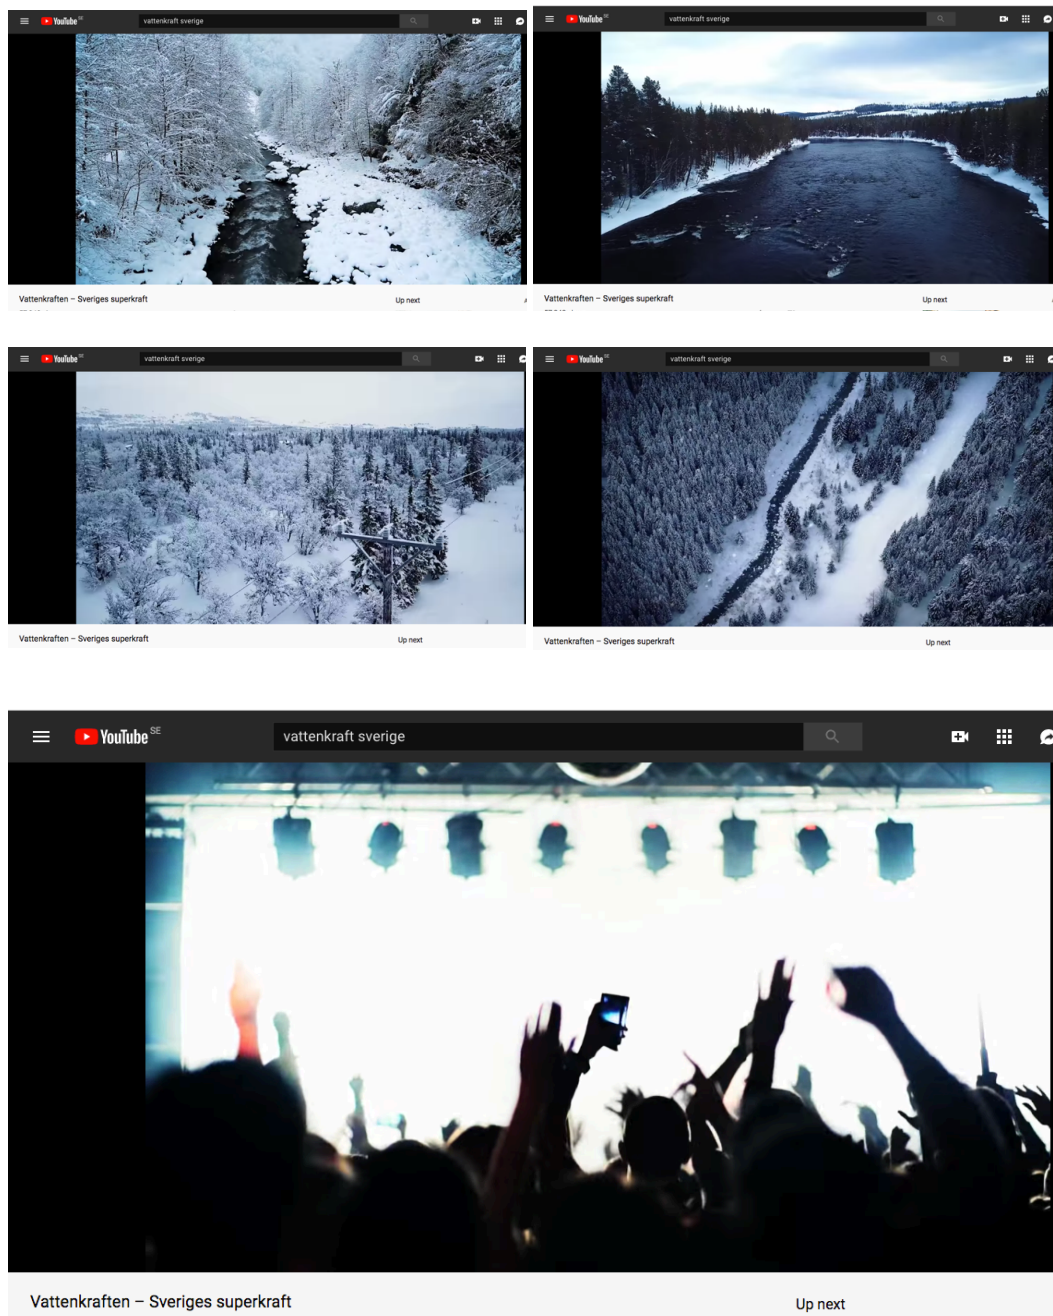 YouTube SE
vattenkraft sverige
Vattenkraften – Sveriges superkraft
Up next
YouTube SE
vattenkraft sverige
Vattenkraften – Sveriges superkraft
Up next
YouTube SE
vattenkraft sverige
Vattenkraften – Sveriges superkraft
Up next
YouTube SE
vattenkraft sverige
Vattenkraften – Sveriges superkraft
Up next
YouTube SE
vattenkraft sverige
Vattenkraften – Sveriges superkraft
Up next